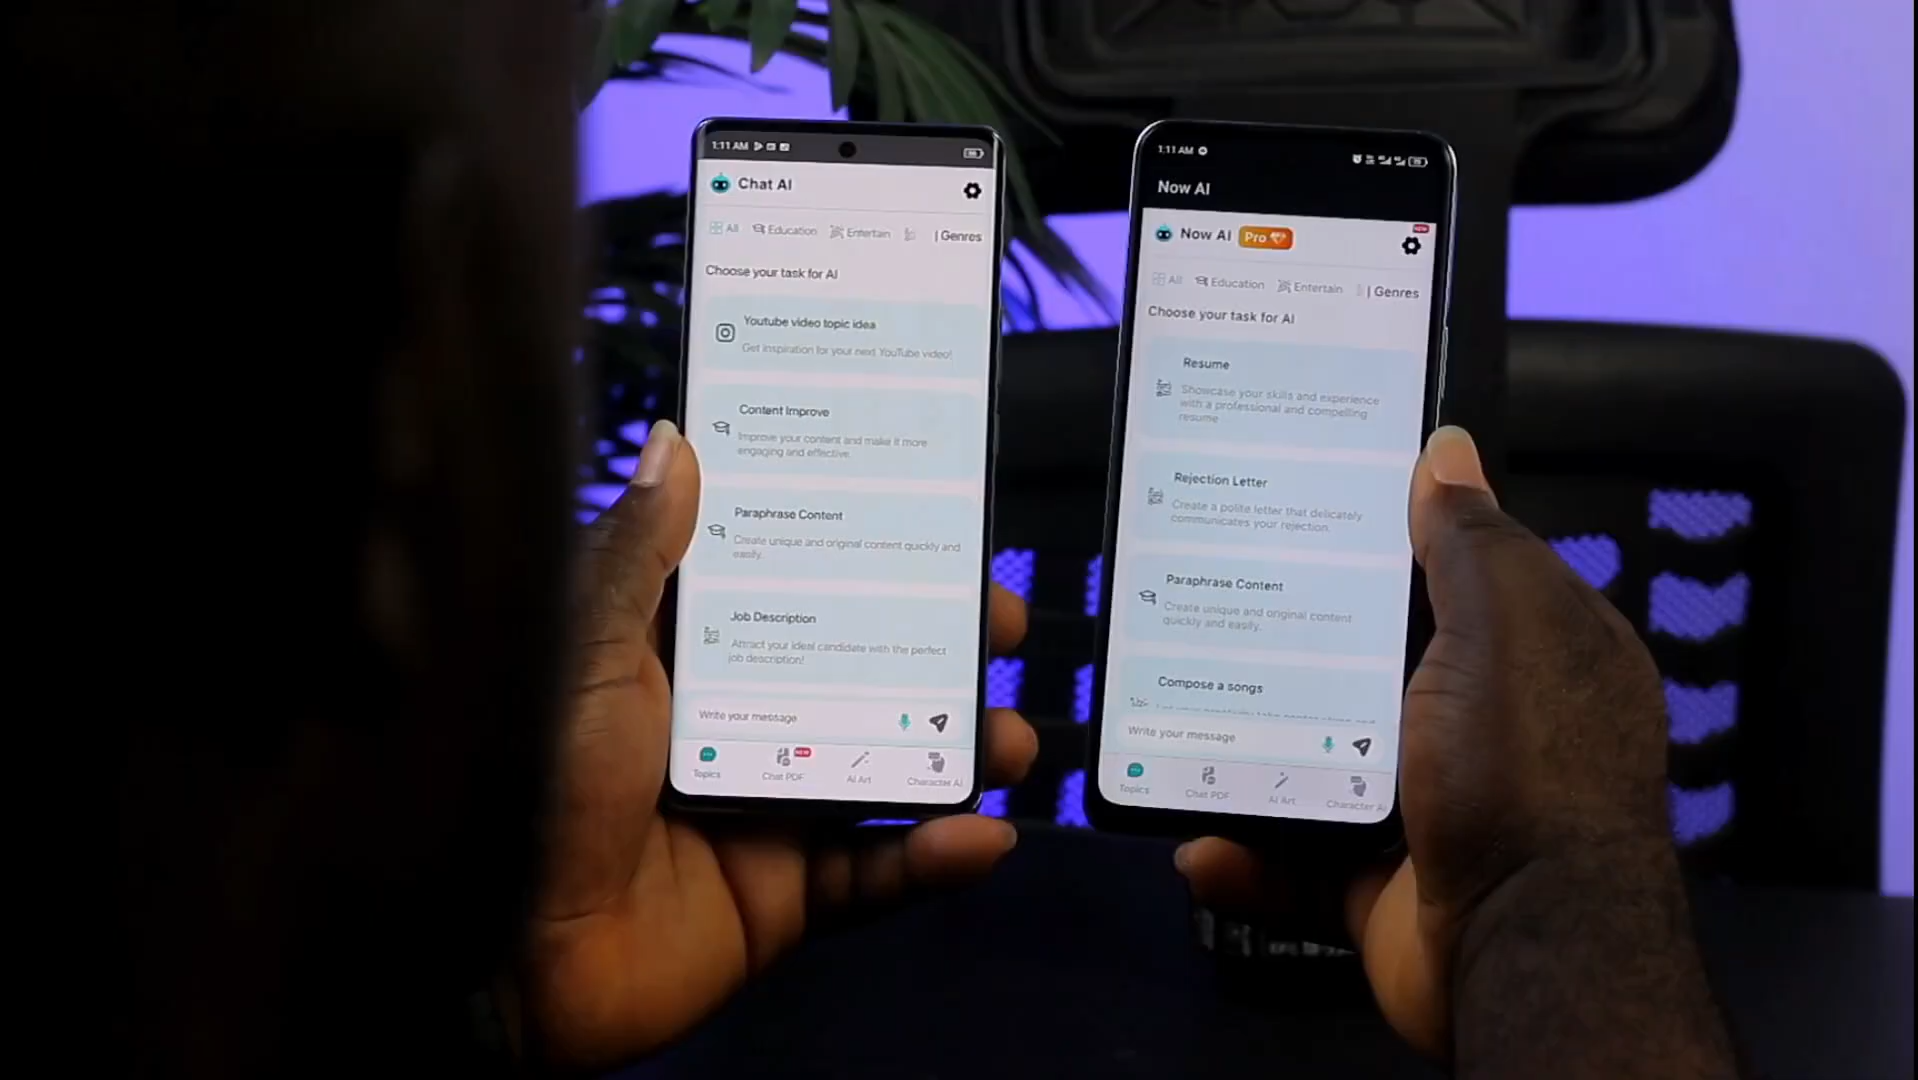 1:11 AM
Chat AI
All Education Entertain | Genres
Choose your task for AI
Youtube video topic idea
Get inspiration for your next YouTube video!
Content Improve
Improve your content and make it more
engaging and effective.
Paraphrase Content
Create unique and original content quickly and
easily.
Job Description
Attract your ideal candidate with the perfect
job description!
Write your message
NEW
Topics Chat PDF AI Art Character AI
1:11 AM
Now AI
NEW
Now AI Pro
All Education Entertain | Genres
Choose your task for AI
Resume
Showcase your skills and experience
with a professional and compelling
resume
Rejection Letter
Create a polite letter that delicately
communicates your rejection.
Paraphrase Content
Create unique and original content
quickly and easily.
Compose a songs
Write your message
Topics Chat PDF AI Art Character AI